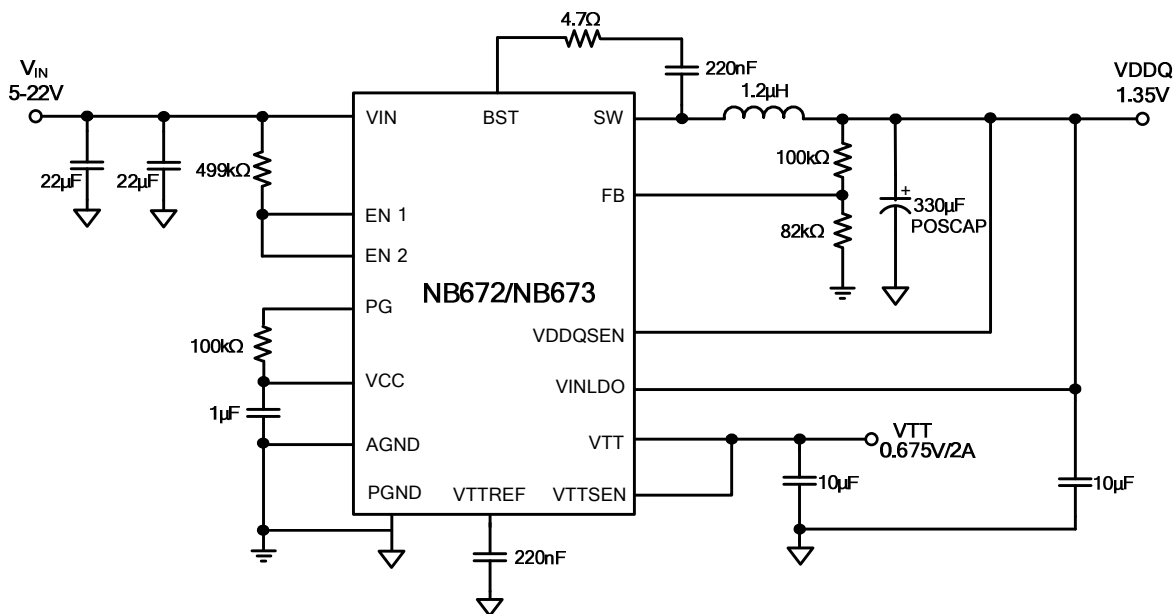 4.7Ω
220nF
VIN
5-22V
1.2µH
VDDQ
1.35V
VIN
BST
SW
22µF
22µF
499kΩ
100kΩ
FB
330µF
POSCAP
+
82kΩ
EN 1
EN 2
NB672/NB673
PG
100kΩ
VDDQSEN
VCC
VINLDO
1µF
AGND
VTT
VTT
0.675V/2A
PGND
VTTREF
VTTSEN
10µF
10µF
220nF